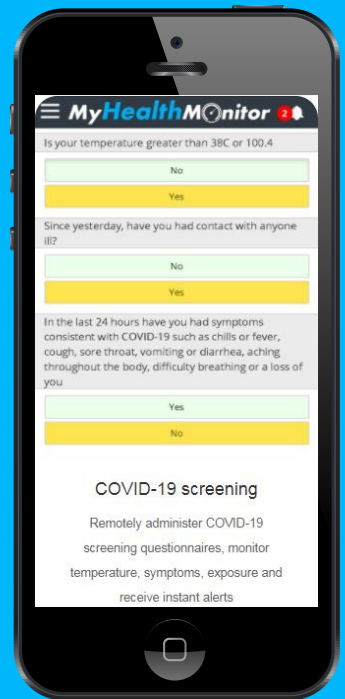 MyHealthMonitor 2
Is your temperature greater than 38C or 100.4
No
Yes
Since yesterday, have you had contact with anyone
ill?
No
Yes
In the last 24 hours have you had symptoms
consistent with COVID-19 such as chills or fever,
cough, sore throat, vomiting or diarrhea, aching
throughout the body, difficulty breathing or a loss of
you
Yes
No
COVID-19 screening
Remotely administer COVID-19
screening questionnaires, monitor
temperature, symptoms, exposure and
receive instant alerts